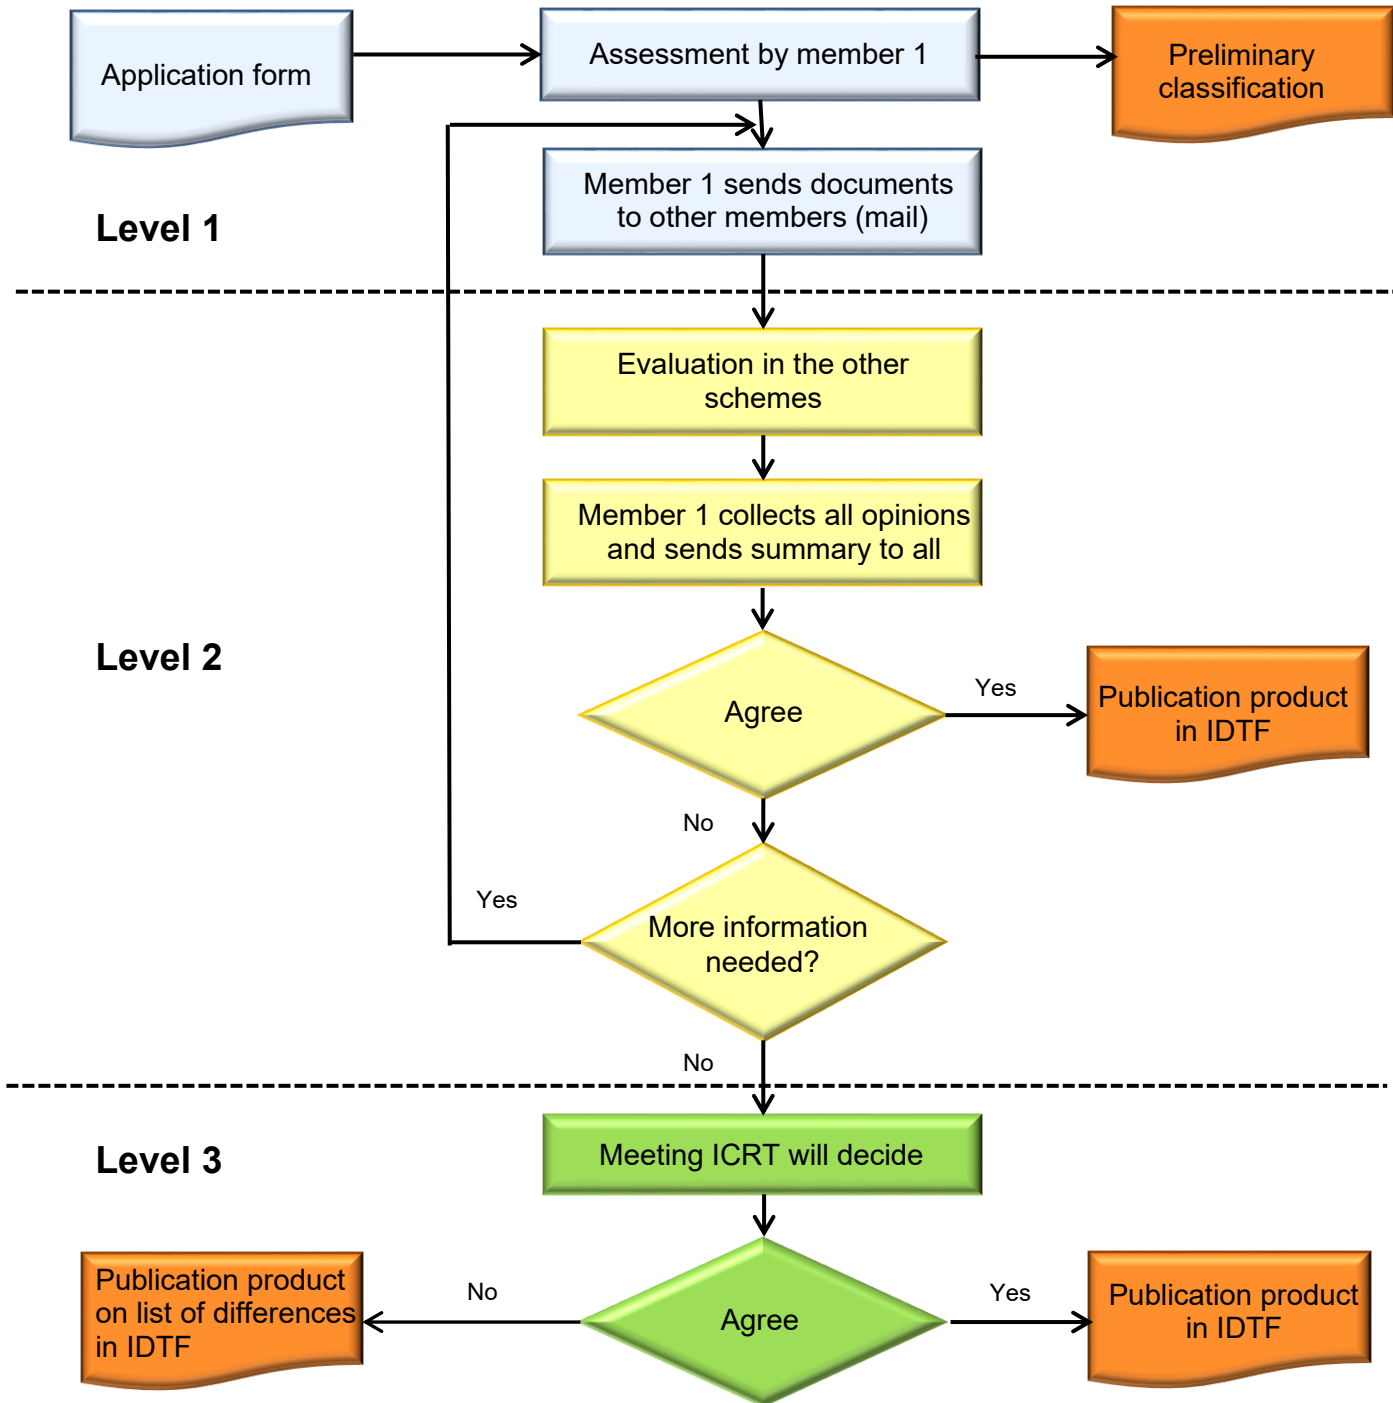 Application form
Assessment by member 1
Preliminary
classification
Member 1 sends documents
to other members (mail)
Level 1
Evaluation in the other
schemes
Member 1 collects all opinions
and sends summary to all
Level 2
Agree
Yes
Publication product
in IDTF
No
Yes
More information
needed?
No
Meeting ICRT will decide
Level 3
Publication product
on list of differences
in IDTF
No
Agree
Yes
Publication product
in IDTF